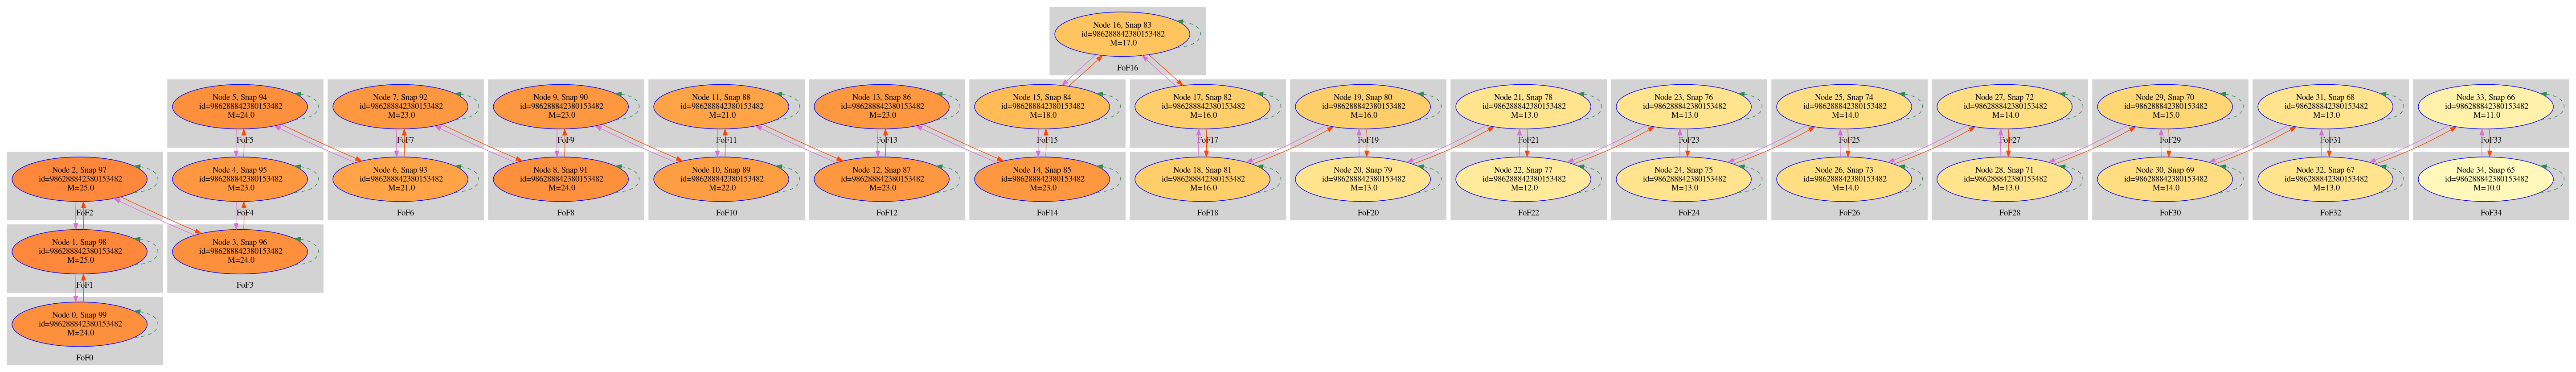 Node 16, Snap 83
id=986288842380153482
M=17.0
FoF16
Node 5, Snap 94
id=986288842380153482
M=24.0
FoF5
Node 7, Snap 92
id=986288842380153482
M=23.0
FoF7
Node 9, Snap 90
id=986288842380153482
M=23.0
FoF9
Node 11, Snap 88
id=986288842380153482
M=21.0
FoF11
Node 13, Snap 86
id=986288842380153482
M=23.0
FoF13
Node 15, Snap 84
id=986288842380153482
M=18.0
FoF15
Node 17, Snap 82
id=986288842380153482
M=16.0
FoF17
Node 19, Snap 80
id=986288842380153482
M=16.0
FoF19
Node 21, Snap 78
id=986288842380153482
M=13.0
FoF21
Node 23, Snap 76
id=986288842380153482
M=13.0
FoF23
Node 25, Snap 74
id=986288842380153482
M=14.0
FoF25
Node 27, Snap 72
id=986288842380153482
M=14.0
FoF27
Node 29, Snap 70
id=986288842380153482
M=15.0
FoF29
Node 31, Snap 68
id=986288842380153482
M=13.0
FoF31
Node 33, Snap 66
id=986288842380153482
M=11.0
FoF33
Node 2, Snap 97
id=986288842380153482
M=25.0
FoF2
Node 4, Snap 95
id=986288842380153482
M=23.0
FoF4
Node 6, Snap 93
id=986288842380153482
M=21.0
FoF6
Node 8, Snap 91
id=986288842380153482
M=24.0
FoF8
Node 10, Snap 89
id=986288842380153482
M=22.0
FoF10
Node 12, Snap 87
id=986288842380153482
M=23.0
FoF12
Node 14, Snap 85
id=986288842380153482
M=23.0
FoF14
Node 18, Snap 81
id=986288842380153482
M=16.0
FoF18
Node 20, Snap 79
id=986288842380153482
M=13.0
FoF20
Node 22, Snap 77
id=986288842380153482
M=12.0
FoF22
Node 24, Snap 75
id=986288842380153482
M=13.0
FoF24
Node 26, Snap 73
id=986288842380153482
M=14.0
FoF26
Node 28, Snap 71
id=986288842380153482
M=13.0
FoF28
Node 30, Snap 69
id=986288842380153482
M=14.0
FoF30
Node 32, Snap 67
id=986288842380153482
M=13.0
FoF32
Node 34, Snap 65
id=986288842380153482
M=10.0
FoF34
Node 1, Snap 98
id=986288842380153482
M=25.0
FoF1
Node 3, Snap 96
id=986288842380153482
M=24.0
FoF3
Node 0, Snap 99
id=986288842380153482
M=24.0
FoF0